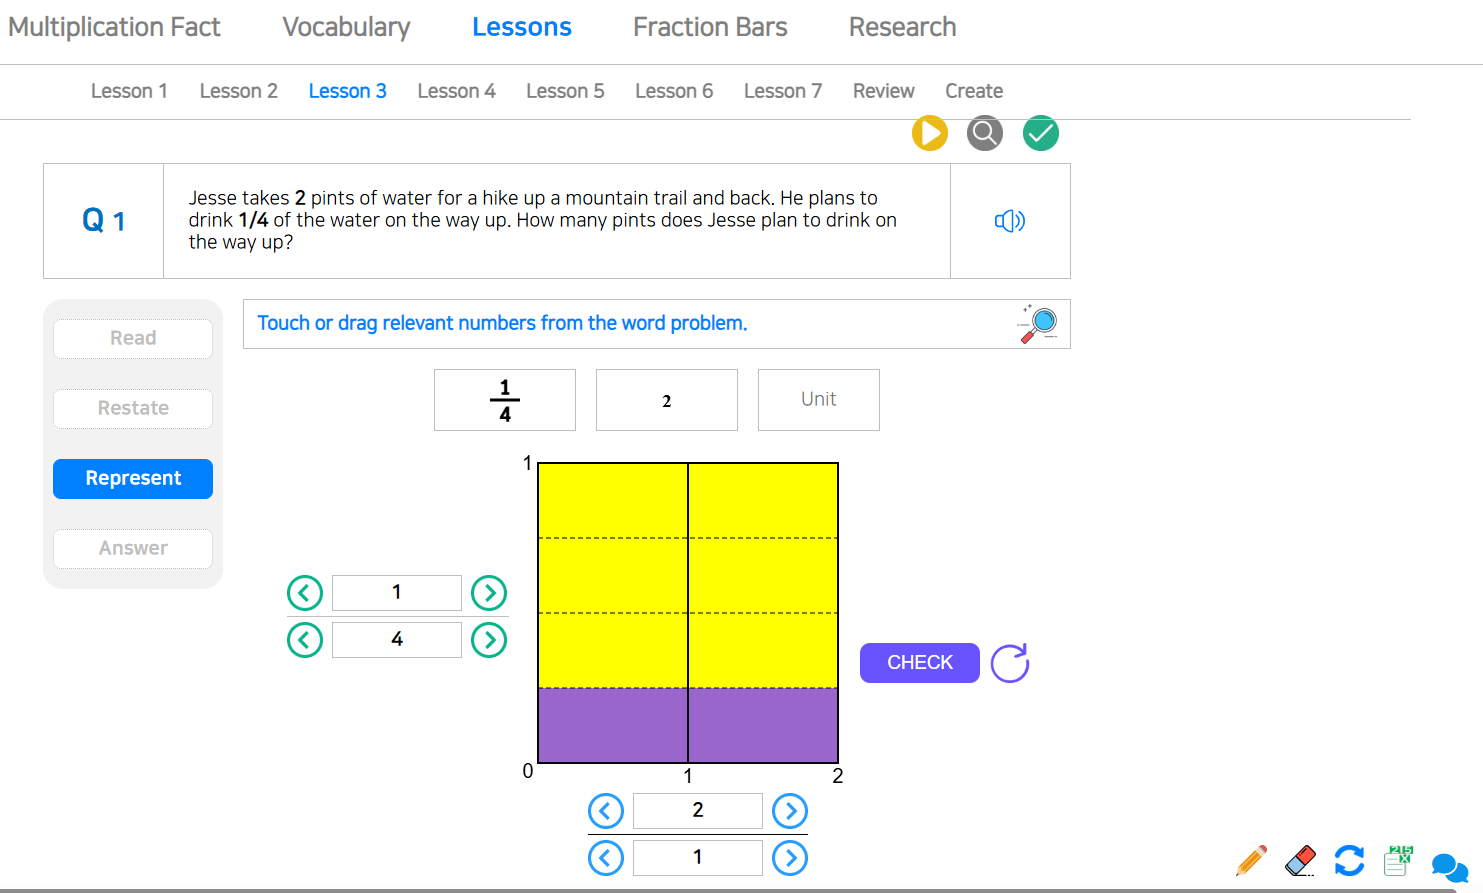 Multiplication Fact Vocabulary Lessons Fraction Bars Research
Lesson 1 Lesson 2 Lesson 3 Lesson 4 Lesson 5 Lesson 6 Lesson 7 Review Create
Q 1
Jesse takes 2 pints of water for a hike up a mountain trail and back. He plans to
drink 1/4 of the water on the way up. How many pints does Jesse plan to drink on
the way up?
Read
Restate
Represent
Answer
Touch or drag relevant numbers from the word problem.
1
4
2
Unit
1
0
1
2
1
4
CHECK
2
1
215
X